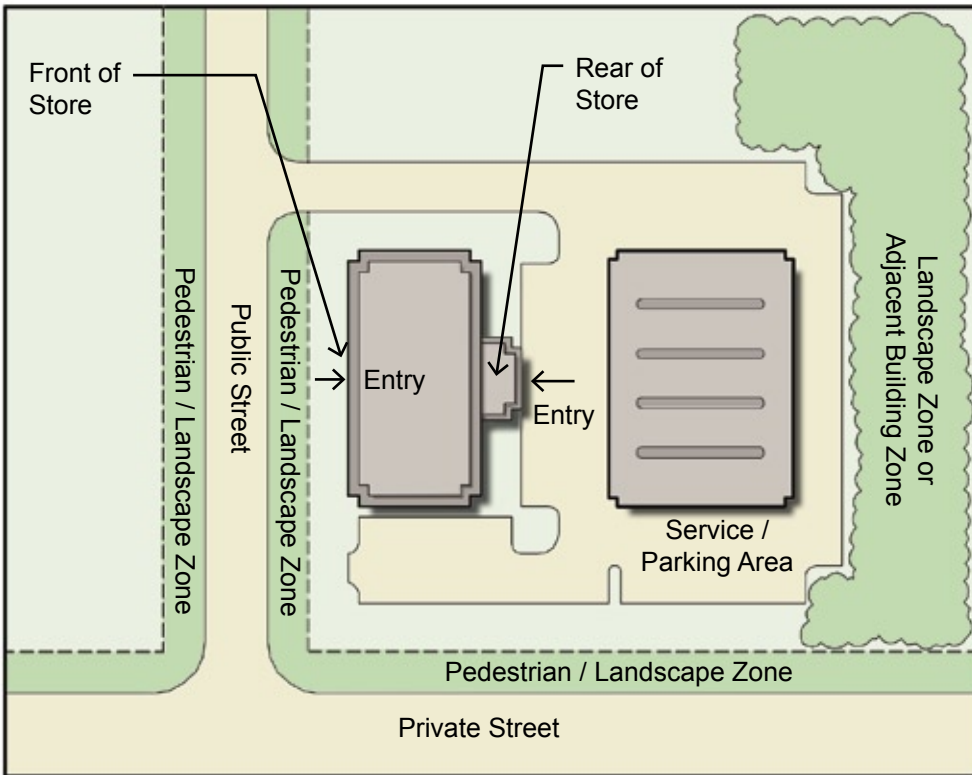 Front of
Store
Rear of
Store
Pedestrian / Landscape Zone
Public Street
Pedestrian / Landscape Zone
Entry
Entry
Landscape Zone or
Adjacent Building Zone
Service /
Parking Area
Pedestrian / Landscape Zone
Private Street